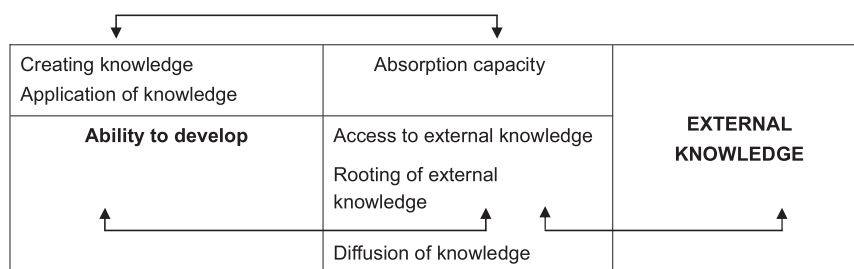 Creating knowledge
Application of knowledge
Absorption capacity
Ability to develop
Access to external knowledge
Rooting of external
knowledge
Diffusion of knowledge
EXTERNAL
KNOWLEDGE